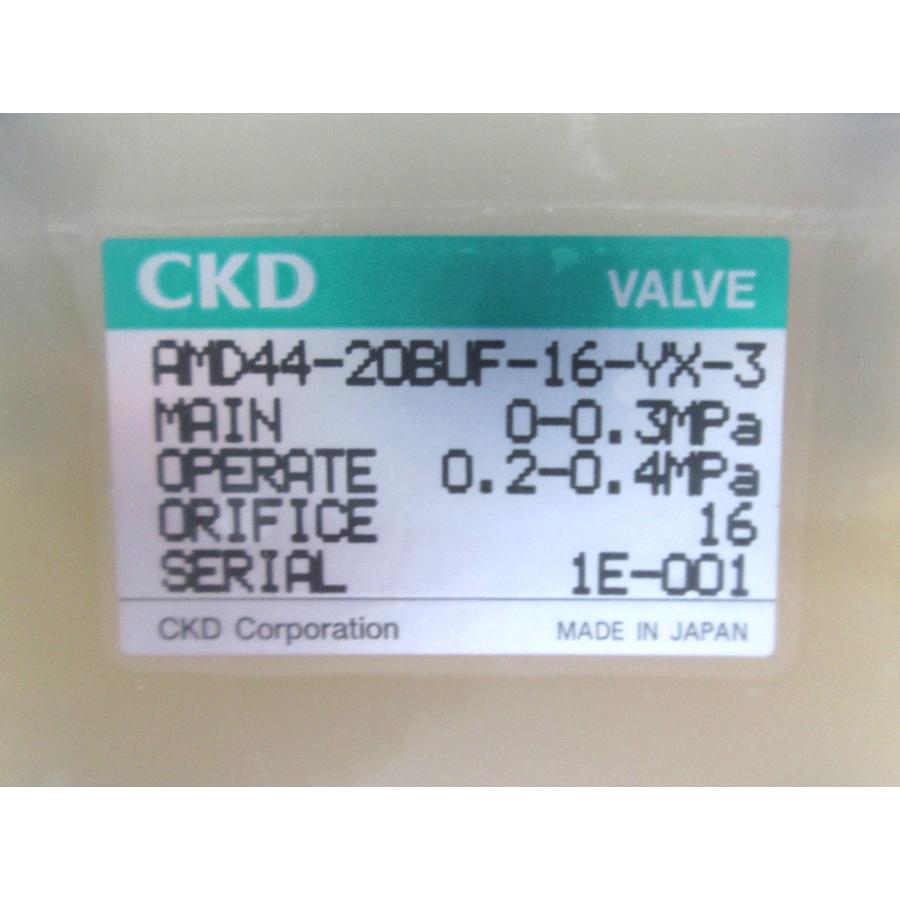 CKD VALVE
AMD44-20BUF-16-YX-3
MAIN 0-0.3MPa
OPERATE 0.2-0.4MPa
ORIFICE 16
SERIAL 1E-001
CKD Corporation MADE IN JAPAN